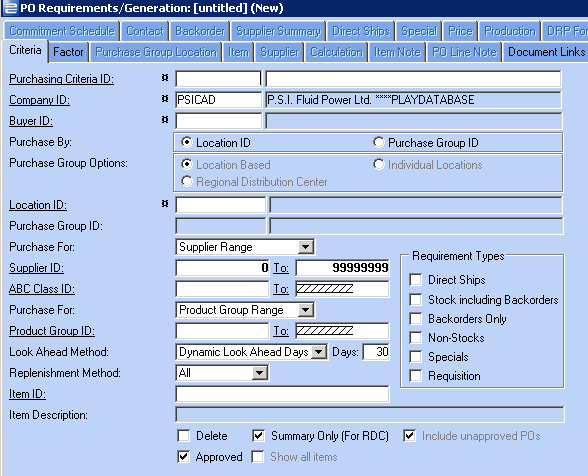 PO Requirements/Generation: [untitled] (New)
Commitment Schedule Contact Backorder Supplier Summary Direct Ships Special Price Production DRP For
Criteria Factor Purchase Group Location Item Supplier Calculation Item Note PO Line Note Document Links
Purchasing Criteria ID:
Company ID: PSICAD P.S.I. Fluid Power Ltd. ****PLAYDATABASE
Buyer ID:
Purchase By: Location ID Purchase Group ID
Purchase Group Options: Location Based Individual Locations
Regional Distribution Center
Location ID:
Purchase Group ID:
Purchase For: Supplier Range
Requirement Types
Supplier ID: 0 To: 99999999
Direct Ships
ABC Class ID: To: ZZZZZZZZ
Stock including Backorders
Purchase For: Product Group Range
Backorders Only
Product Group ID: To: ZZZZZZZZ
Non-Stocks
Look Ahead Method: Dynamic Look Ahead Days Days: 30
Specials
Replenishment Method: All
Requisition
Item ID:
Item Description:
Delete Summary Only (For RDC) Include unapproved POs
Approved Show all items